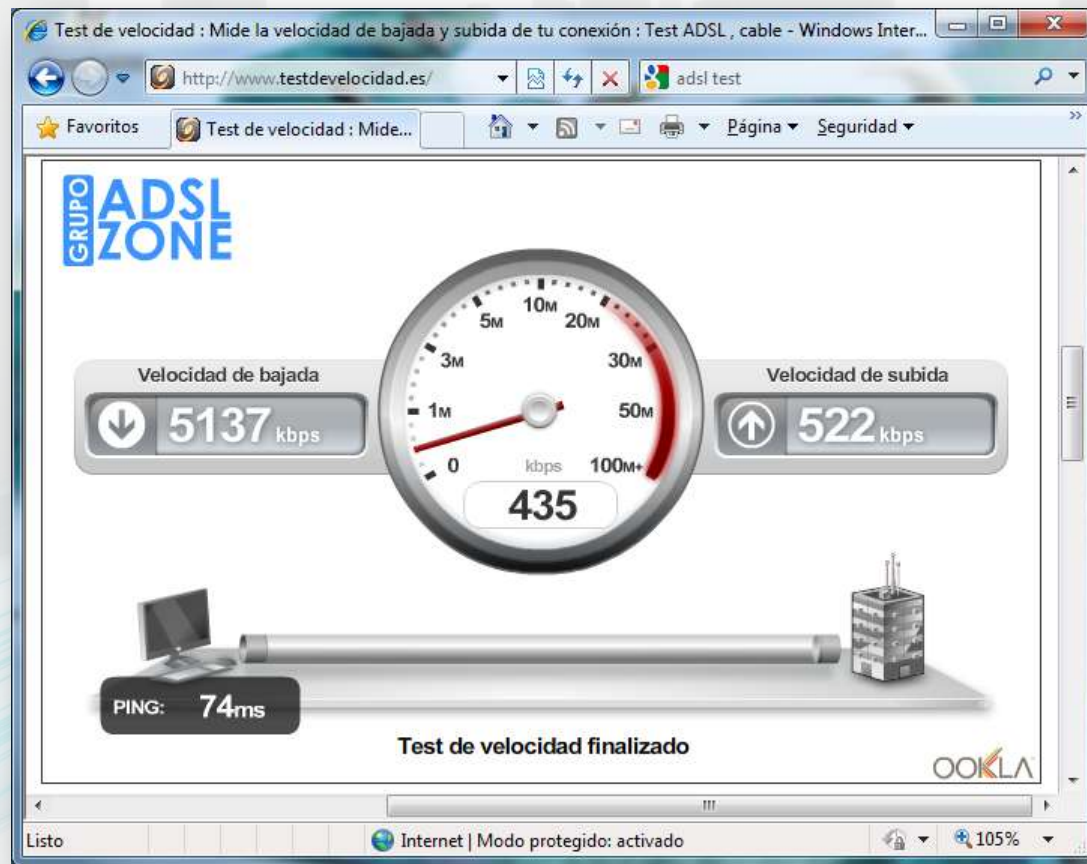 Test de velocidad : Mide la velocidad de bajada y subida de tu conexión : Test ADSL , cable - Windows Inter...
http://www.testdevelocidad.es/
adsl test
Favoritos
Test de velocidad : Mide...
Página
Seguridad
GRUPO
ADSL
ZONE
Velocidad de bajada
5137 kbps
0
1M
3M
5M
10M
20M
30M
50M
100M+
kbps
435
Velocidad de subida
522 kbps
PING: 74ms
Test de velocidad finalizado
OOKLA
Listo
Internet | Modo protegido: activado
105%